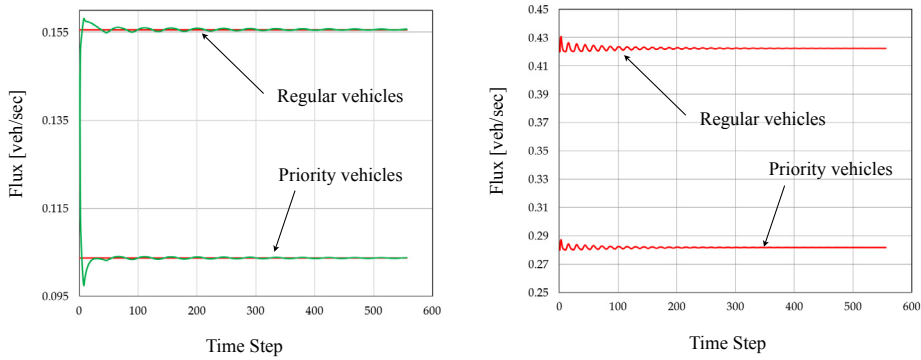 0.155
0.135
0.115
0.095
Flux [veh/sec]
Regular vehicles
Priority vehicles
0 100 200 300 400 500 600
Time Step
0.43
0.41
0.39
0.37
0.35
0.33
0.31
0.29
0.27
0.25
Flux [veh/sec]
Regular vehicles
Priority vehicles
0 100 200 300 400 500 600
Time Step